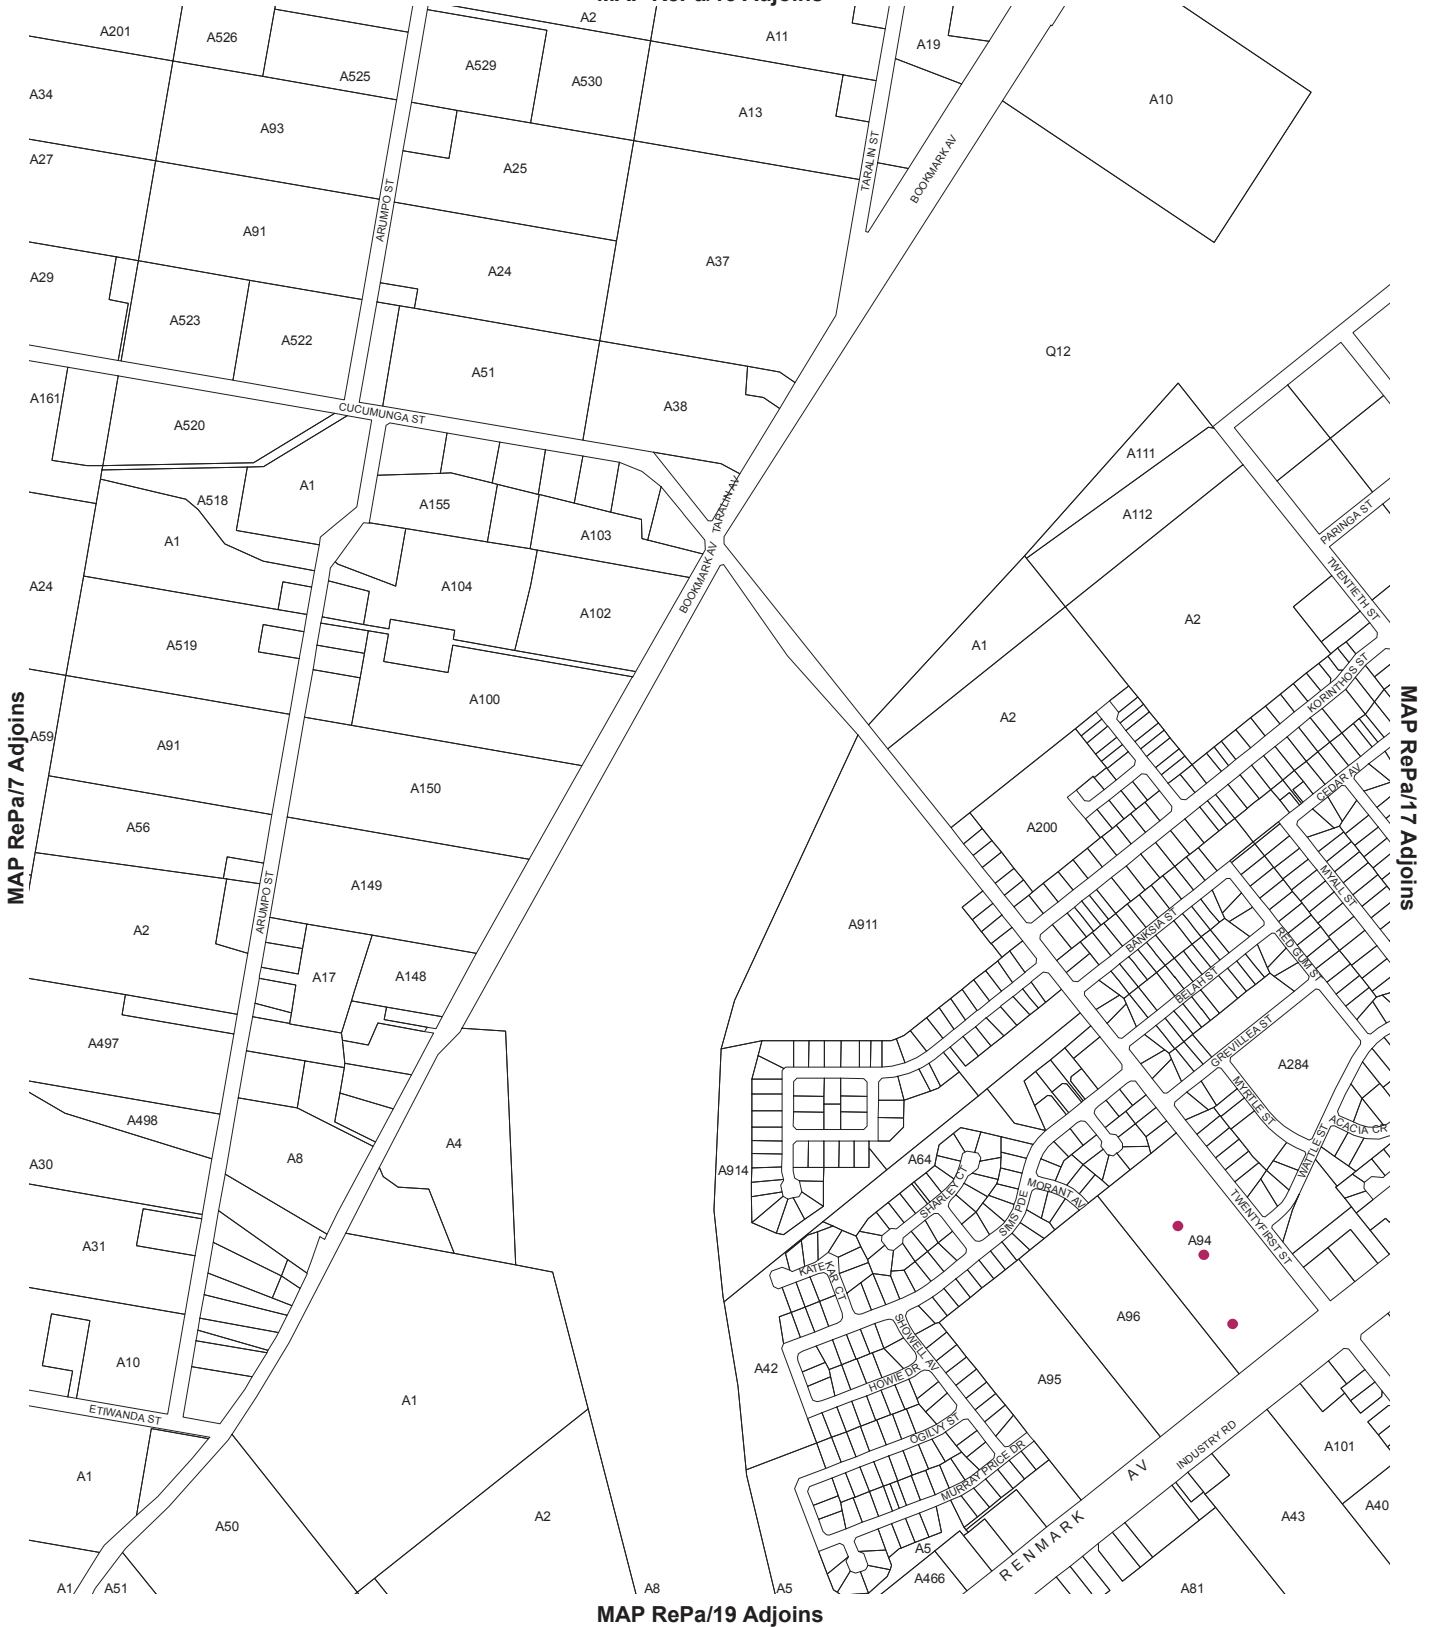 A2
A201
A526
A11
A19
A529
A525
A530
A34
A10
A13
A93
TARALIN ST
BOOKMARK AV
A27
A25
ARUMPO ST
A91
A37
A24
A29
A523
A522
Q12
A51
A161
A38
CUCUMUNGA ST
A520
A111
A1
A518
A155
TARALIN AV
A112
PARINGA ST
A103
A1
BOOKMARK AV
TWENTIETH ST
A24
A104
A102
A2
A519
A1
KORINTHOS ST
A100
A2
MAP RePa/7 Adjoins
MAP RePa/17 Adjoins
A59
A91
CEDAR AV
A150
A56
A200
MYALL ST
A149
ARUMPO ST
A911
A2
BANKSIA ST
RED GUM ST
A17
A148
BELAH ST
A497
GREVILLEA ST
A284
MYRTLE ST
A498
ACACIA CR
A4
WATTLE ST
A8
A64
A30
A914
SHARLEY CT
MORANT AV
SIMS PDE
TWENTYFIRST ST
A31
A94
KATE
KAR CT
A96
SHOWELL AV
A10
A42
HOWIE DR
A95
A1
ETIWANDA ST
OGILVY ST
INDUSTRY RD
A101
MURRAY PRICE DR
RENMARK AV
A1
A40
A50
A2
A43
A5
A466
A1
A51
A8
A5
A81
MAP RePa/19 Adjoins